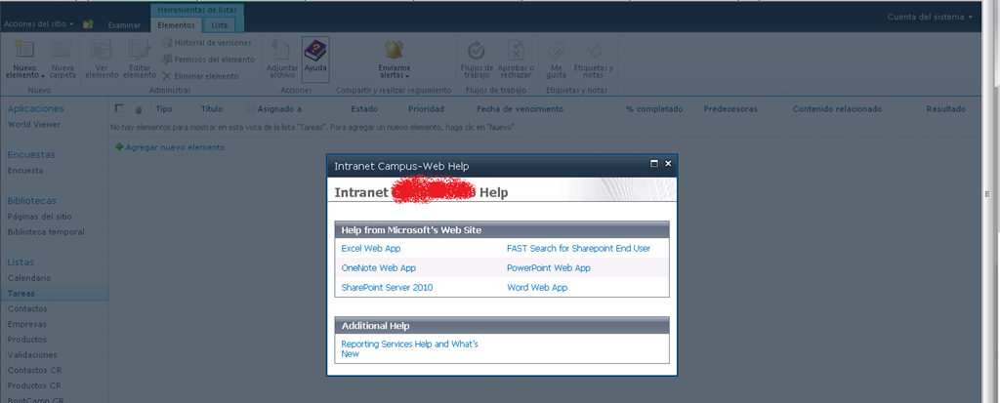 Herramientas de listas
Acciones del sitio Examinar Elementos Lista Cuenta del sistema
Nuevo elemento
Nueva carpeta
Nuevo
Ver elemento
Editar elemento
Historial de versiones
Permisos del elemento
Eliminar elemento
Administrar
Adjuntar archivo
Ayuda
Acciones
Enviarme alertas
Compartir y realizar seguimiento
Flujos de trabajo
Aprobar o rechazar
Flujos de trabajo
Me gusta
Etiquetas y notas
Etiquetas y notas
Aplicaciones
World Viewer
Encuestas
Encuesta
Bibliotecas
Páginas del sitio
Biblioteca temporal
Listas
Calendario
Tareas
Contactos
Empresas
Productos
Validaciones
Contactos CR
Productos CR
BootCamp CR
Tipo Título Asignado a Estado Prioridad Fecha de vencimiento % completado Predecesoras Contenido relacionado Resultado
No hay elementos para mostrar en esta vista de la lista "Tareas". Para agregar un nuevo elemento, haga clic en "Nuevo".
Agregar nuevo elemento
Intranet Campus-Web Help
Intranet Help
Help from Microsoft's Web Site
Excel Web App FAST Search for Sharepoint End User
OneNote Web App PowerPoint Web App
SharePoint Server 2010 Word Web App
Additional Help
Reporting Services Help and What's
New